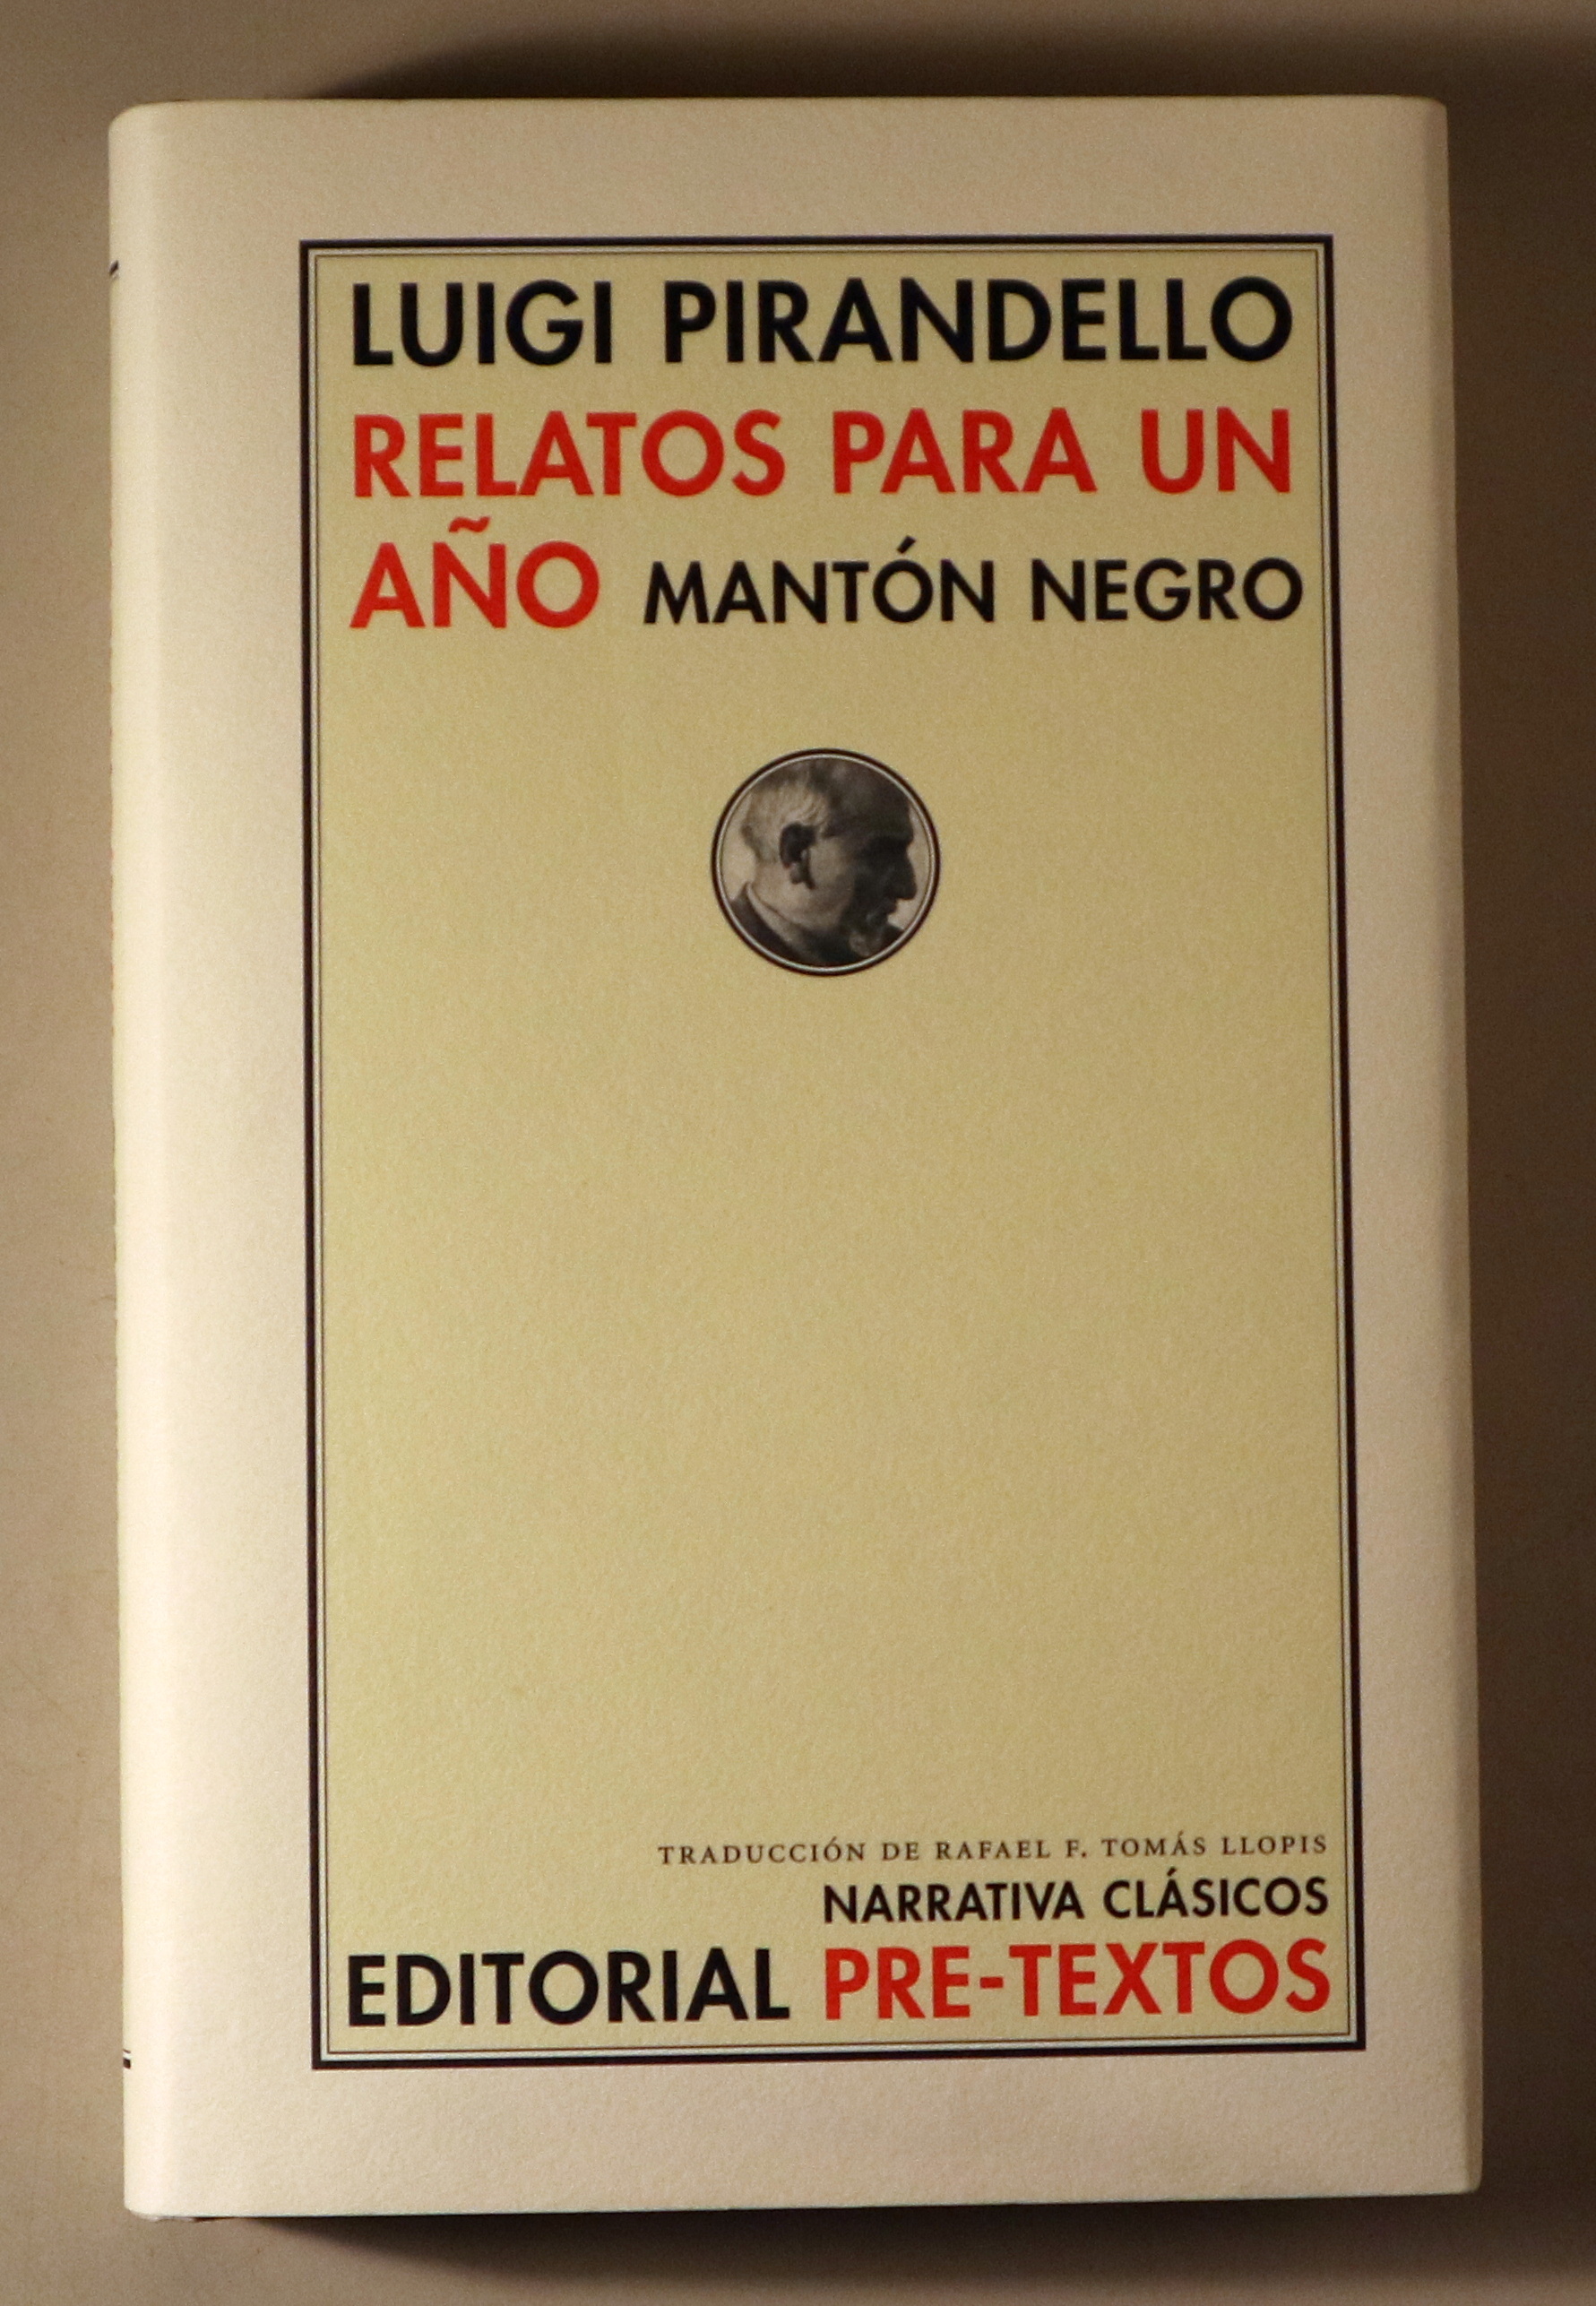 LUIGI PIRANDELLO
RELATOS PARA UN
AÑO MANTÓN NEGRO
TRADUCCIÓN DE RAFAEL F. TOMÁS LLOPIS
NARRATIVA CLÁSICOS
EDITORIAL PRE-TEXTOS